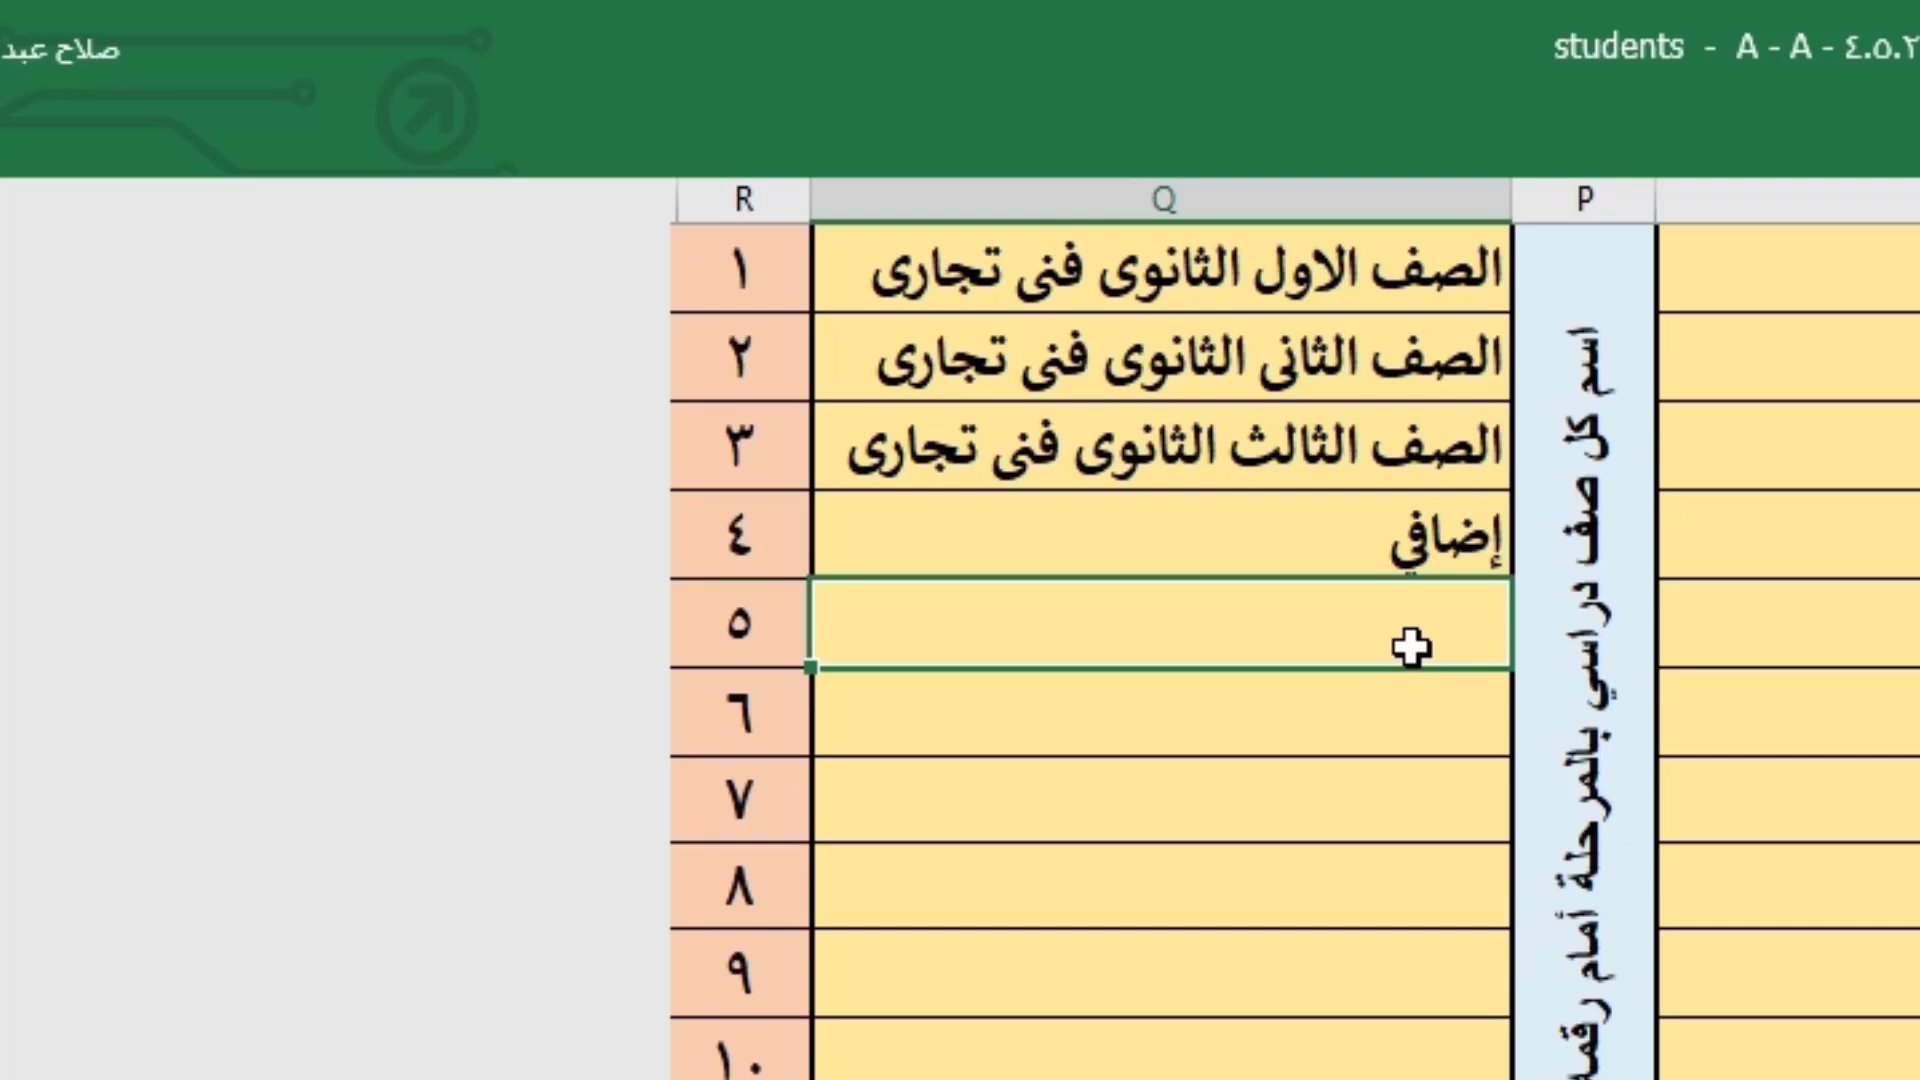 students - A - A - ٤.٥.٢
صلاح عبد
P
Q
R
اسم كل صف دراسي بالمرحلة أمام رقمه
الصف الاول الثانوى فنى تجارى
١
الصف الثانى الثانوى فنى تجارى
٢
الصف الثالث الثانوى فنى تجارى
٣
إضافي
٤
٥
٦
٧
٨
٩
١٠